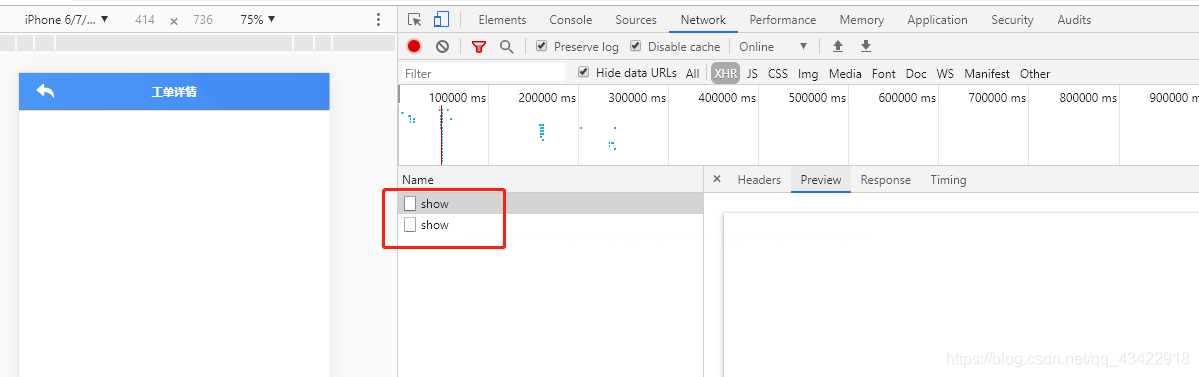 iPhone 6/7/... ▼ 414 × 736 75% ▼
Elements Console Sources Network Performance Memory Application Security Audits
Preserve log Disable cache Online ▼
Filter Hide data URLs All XHR JS CSS Img Media Font Doc WS Manifest Other
工单详情
100000 ms 200000 ms 300000 ms 400000 ms 500000 ms 600000 ms 700000 ms 800000 ms 900000 m
Name × Headers Preview Response Timing
show
show
https://blog.csdn.net/qq_43422918